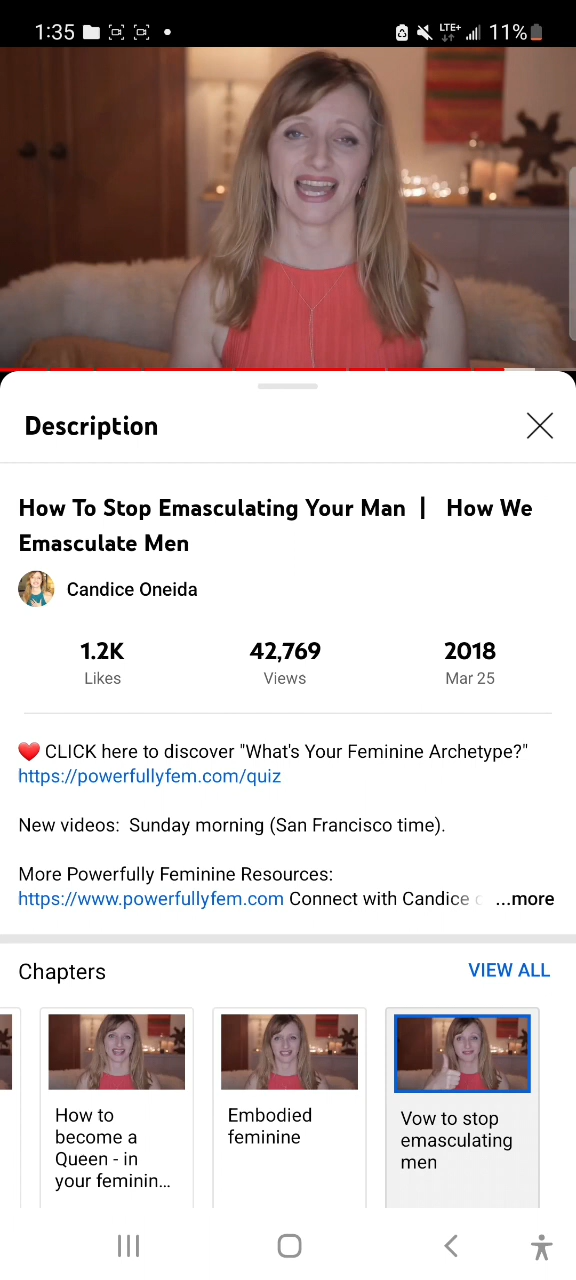 1:35
LTE+
11%
Description
How To Stop Emasculating Your Man | How We
Emasculate Men
Candice Oneida
1.2K
42,769
2018
Likes
Views
Mar 25
❤️ CLICK here to discover "What's Your Feminine Archetype?"
https://powerfullyfem.com/quiz
New videos: Sunday morning (San Francisco time).
More Powerfully Feminine Resources:
https://www.powerfullyfem.com Connect with Candice ...more
Chapters
VIEW ALL
How to
become a
Queen - in
your feminin...
Embodied
feminine
Vow to stop
emasculating
men